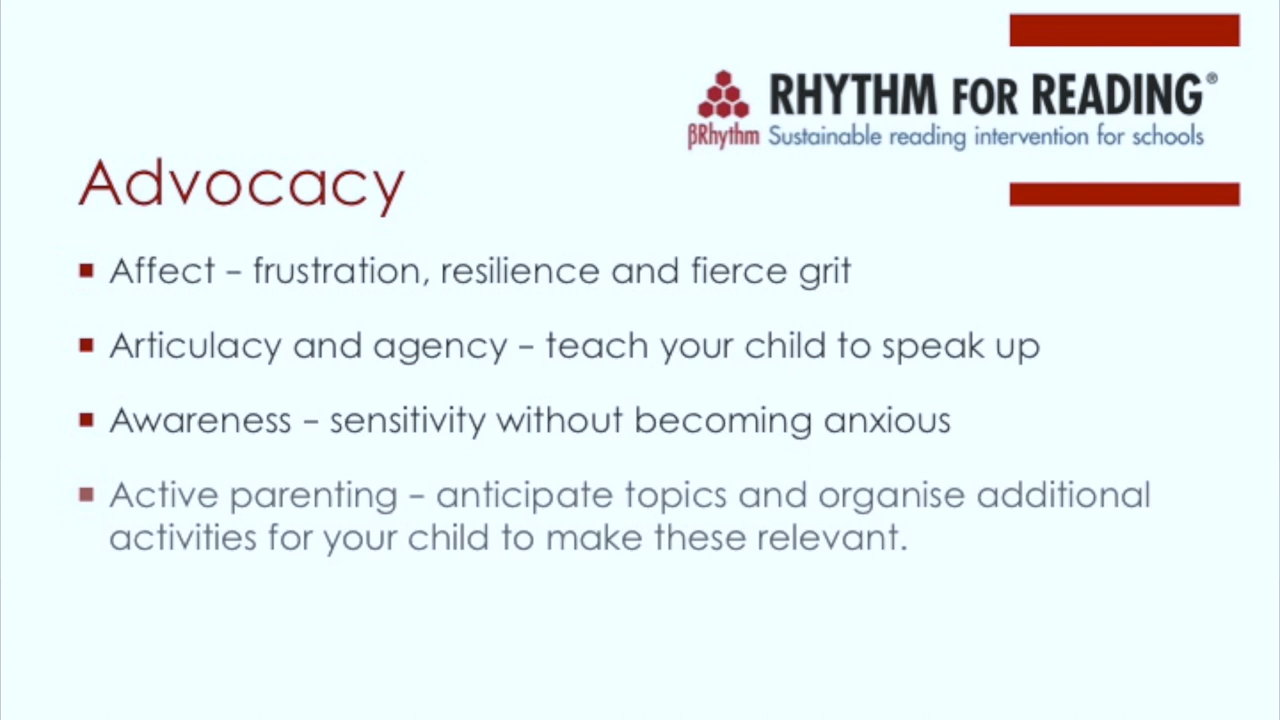 RHYTHM FOR READING®
βRhythm Sustainable reading intervention for schools
Advocacy
Affect – frustration, resilience and fierce grit
Articulacy and agency – teach your child to speak up
Awareness – sensitivity without becoming anxious
Active parenting – anticipate topics and organise additional
activities for your child to make these relevant.